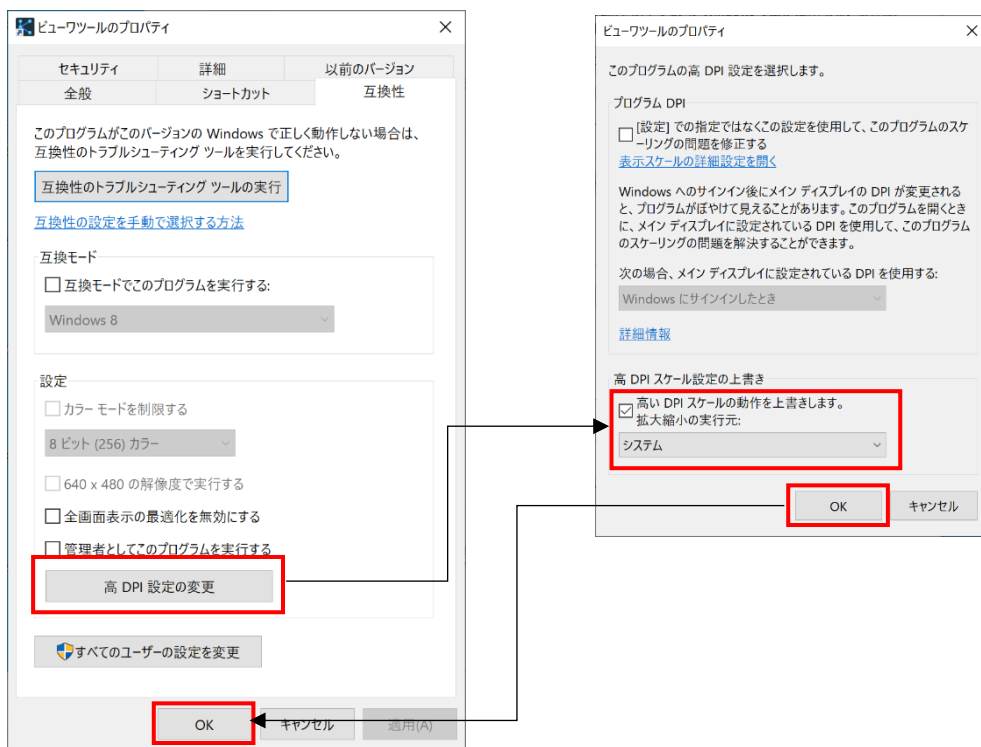 ビューワツールのプロパティ
セキュリティ
詳細
以前のバージョン
全般
ショートカット
互換性
このプログラムがこのバージョンの Windows で正しく動作しない場合は、
互換性のトラブルシューティング ツールを実行してください。
互換性のトラブルシューティング ツールの実行
互換性の設定を手動で選択する方法
互換モード
互換モードでこのプログラムを実行する:
Windows 8
設定
カラー モードを制限する
8 ビット (256) カラー
640 x 480 の解像度で実行する
全画面表示の最適化を無効にする
管理者としてこのプログラムを実行する
高 DPI 設定の変更
すべてのユーザーの設定を変更
OK
キャンセル
適用(A)
ビューワツールのプロパティ
このプログラムの高 DPI 設定を選択します。
プログラム DPI
[設定] での指定ではなくこの設定を使用して、このプログラムのスケ
ーリングの問題を修正する
表示スケールの詳細設定を開く
Windows へのサインイン後にメイン ディスプレイの DPI が変更される
と、プログラムがぼやけて見えることがあります。このプログラムを開くとき
に、メイン ディスプレイに設定されている DPI を使用して、このプログラム
のスケーリングの問題を解決することができます。
次の場合、メイン ディスプレイに設定されている DPI を使用する:
Windows にサインインしたとき
詳細情報
高 DPI スケール設定の上書き
高い DPI スケールの動作を上書きします。
拡大縮小の実行元:
システム
OK
キャンセル